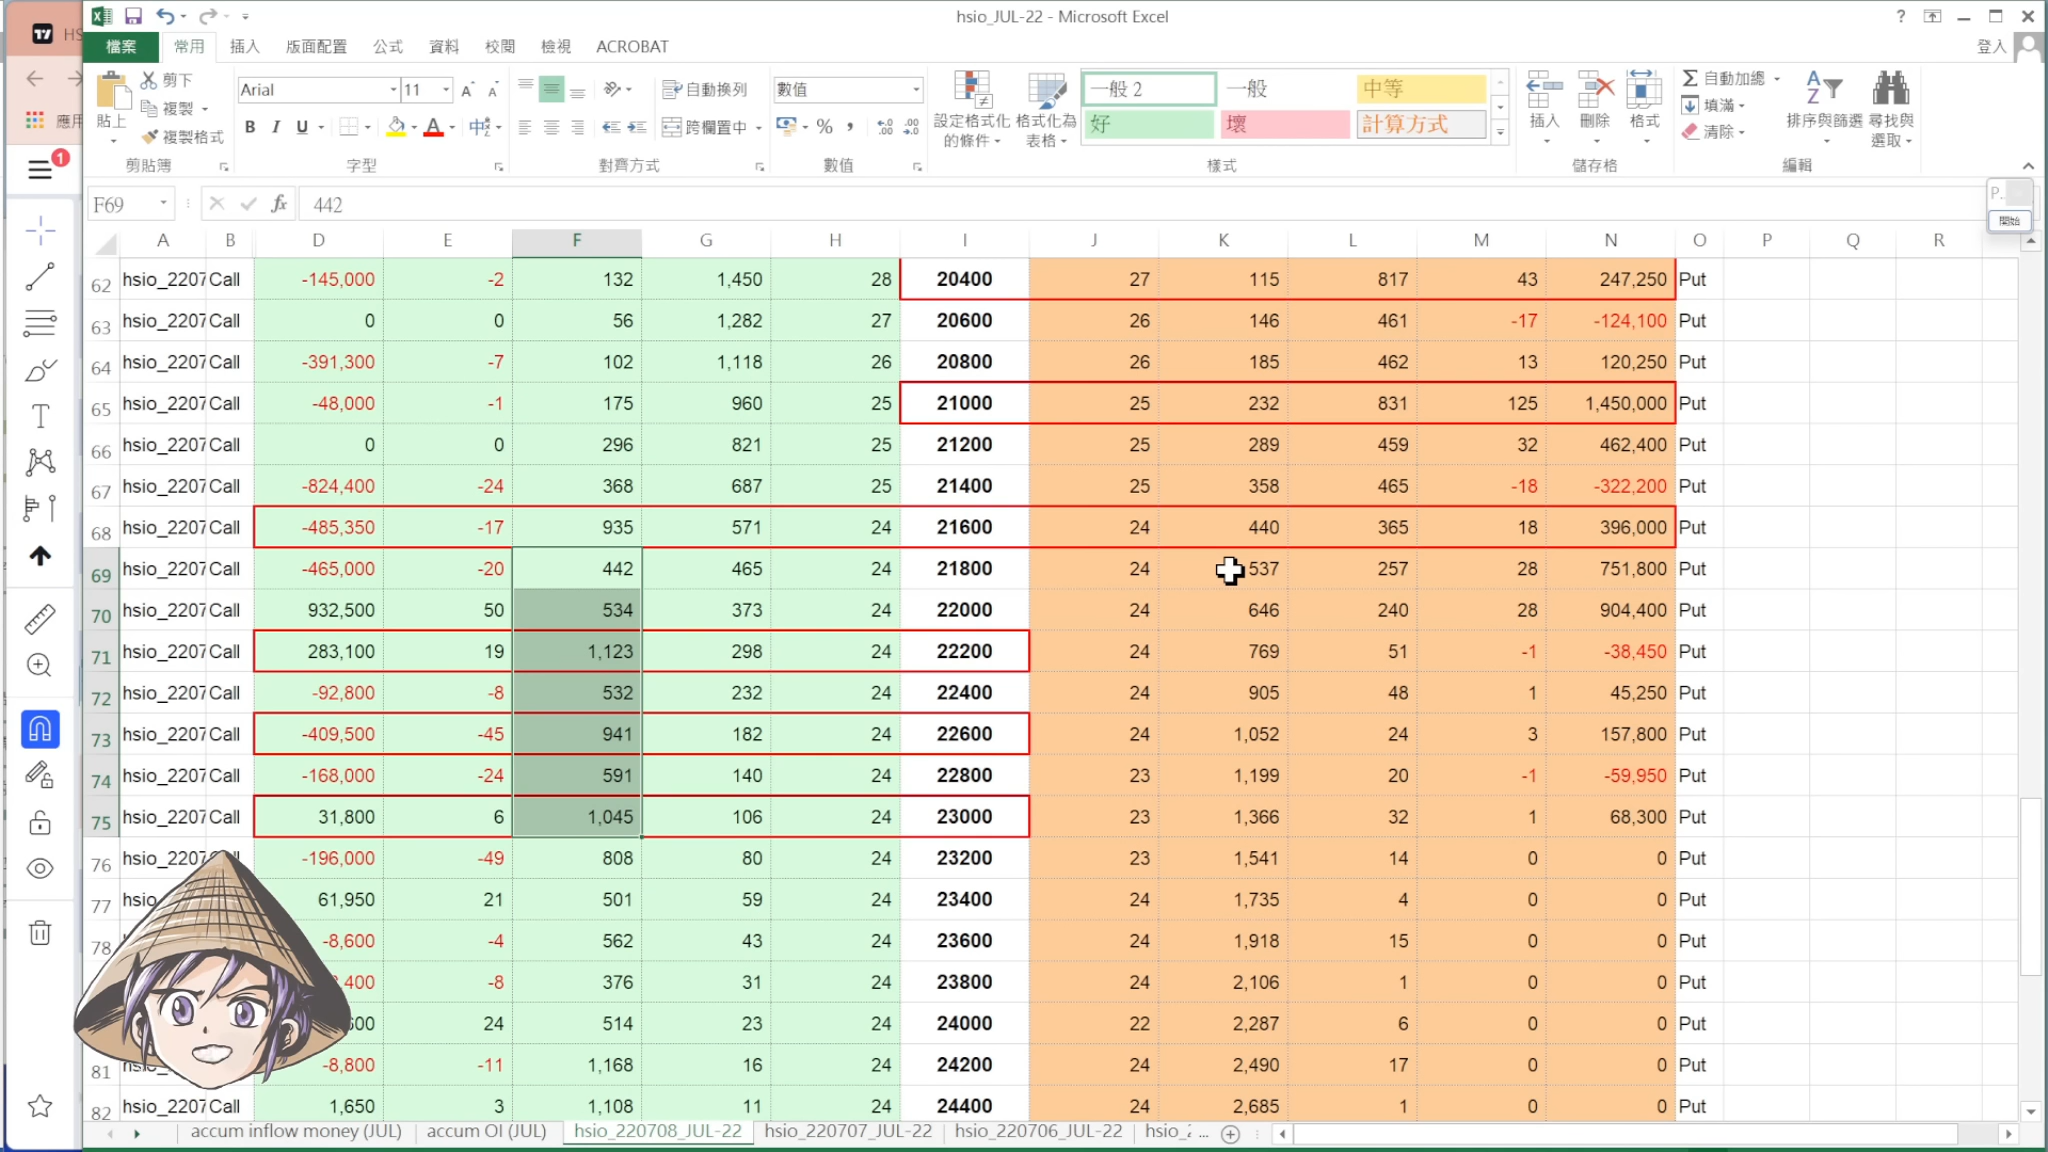 hsio_JUL-22 - Microsoft Excel
?
HS
檔案 常用 插入 版面配置 公式 資料 校閱 檢視 ACROBAT 登入
貼上 剪下 複製 複製格式
Arial 11
B I U A 中
自動換列
跨欄置中
數值
% ,
設定格式化的條件 格式化為表格
一般 2 一般 中等
好 壞 計算方式
插入 刪除 格式
Σ 自動加總
填滿
清除
排序與篩選 尋找與選取
剪貼簿 字型 對齊方式 數值 樣式 儲存格 編輯
應用
1
F69 fx 442
P.
開始
A B D E F G H I J K L M N O P Q R
62 hsio_2207 Call -145,000 -2 132 1,450 28 20400 27 115 817 43 247,250 Put
63 hsio_2207 Call 0 0 56 1,282 27 20600 26 146 461 -17 -124,100 Put
64 hsio_2207 Call -391,300 -7 102 1,118 26 20800 26 185 462 13 120,250 Put
65 hsio_2207 Call -48,000 -1 175 960 25 21000 25 232 831 125 1,450,000 Put
66 hsio_2207 Call 0 0 296 821 25 21200 25 289 459 32 462,400 Put
67 hsio_2207 Call -824,400 -24 368 687 25 21400 25 358 465 -18 -322,200 Put
68 hsio_2207 Call -485,350 -17 935 571 24 21600 24 440 365 18 396,000 Put
69 hsio_2207 Call -465,000 -20 442 465 24 21800 24 537 257 28 751,800 Put
70 hsio_2207 Call 932,500 50 534 373 24 22000 24 646 240 28 904,400 Put
71 hsio_2207 Call 283,100 19 1,123 298 24 22200 24 769 51 -1 -38,450 Put
72 hsio_2207 Call -92,800 -8 532 232 24 22400 24 905 48 1 45,250 Put
73 hsio_2207 Call -409,500 -45 941 182 24 22600 24 1,052 24 3 157,800 Put
74 hsio_2207 Call -168,000 -24 591 140 24 22800 23 1,199 20 -1 -59,950 Put
75 hsio_2207 Call 31,800 6 1,045 106 24 23000 23 1,366 32 1 68,300 Put
76 hsio_2207 -196,000 -49 808 80 24 23200 23 1,541 14 0 0 Put
77 hsio 61,950 21 501 59 24 23400 23 1,735 4 0 0 Put
78 -8,600 -4 562 43 24 23600 24 1,918 15 0 0 Put
400 -8 376 31 24 23800 24 2,106 1 0 0 Put
24 514 23 24 24000 22 2,287 6 0 0 Put
81 -8,800 -11 1,168 16 24 24200 24 2,490 17 0 0 Put
82 hsio_2207 Call 1,650 3 1,108 11 24 24400 24 2,685 1 0 0 Put
accum inflow money (JUL) accum OI (JUL) hsio_220708_JUL-22 hsio_220707_JUL-22 hsio_220706_JUL-22 hsio_ ...